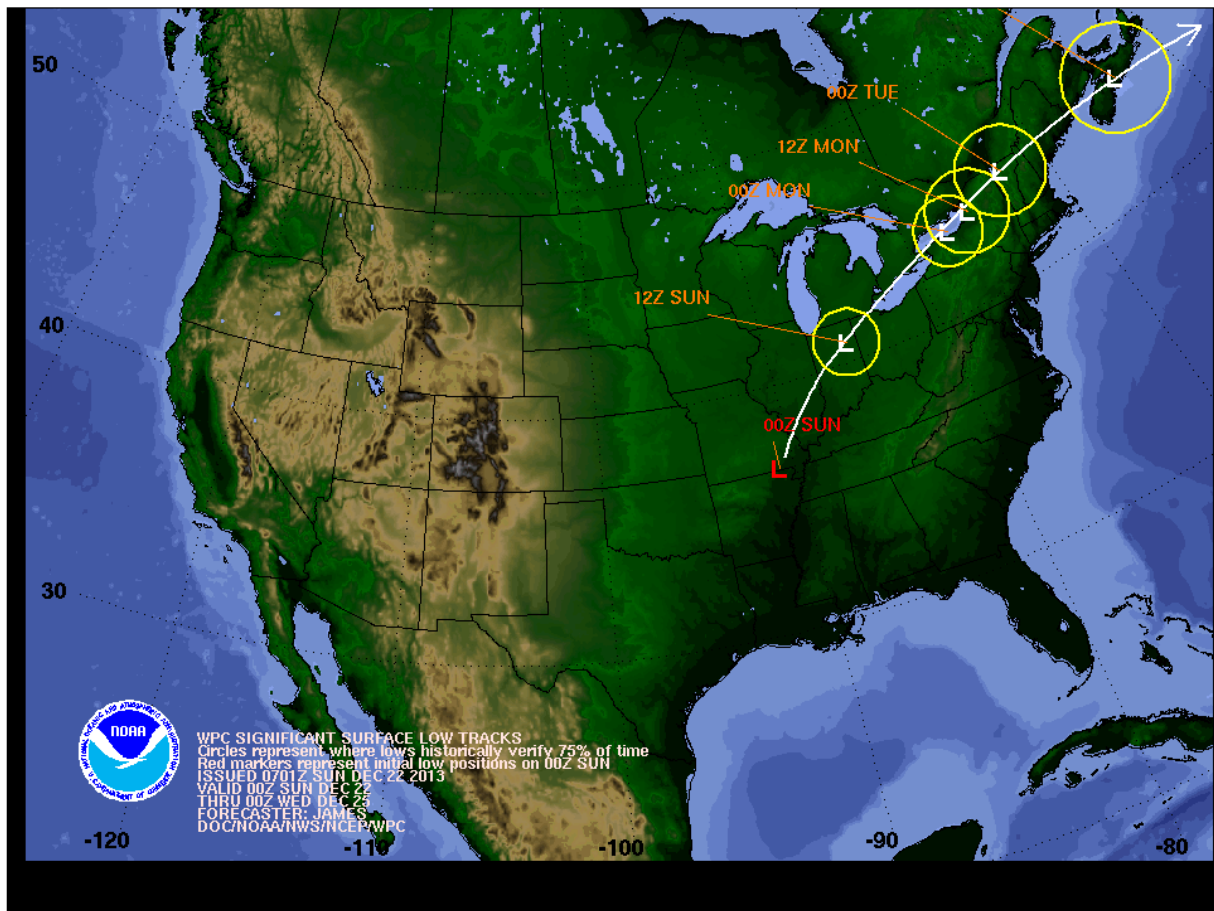 50
00Z TUE
12Z MON
00Z MON
12Z SUN
40
00Z SUN
30
NOAA
WPC SIGNIFICANT SURFACE LOW TRACKS
Circles represent where lows historically verify 75% of time
Red markers represent initial low positions on 00Z SUN
ISSUED 0701Z SUN DEC 22 2013
VALID 00Z SUN DEC 22
THRU 00Z WED DEC 25
FORECASTER: JAMES
DOC/NOAA/NWS/NCEP/WPC
-120
-110
-100
-90
-80
L
L
L
L
L
L